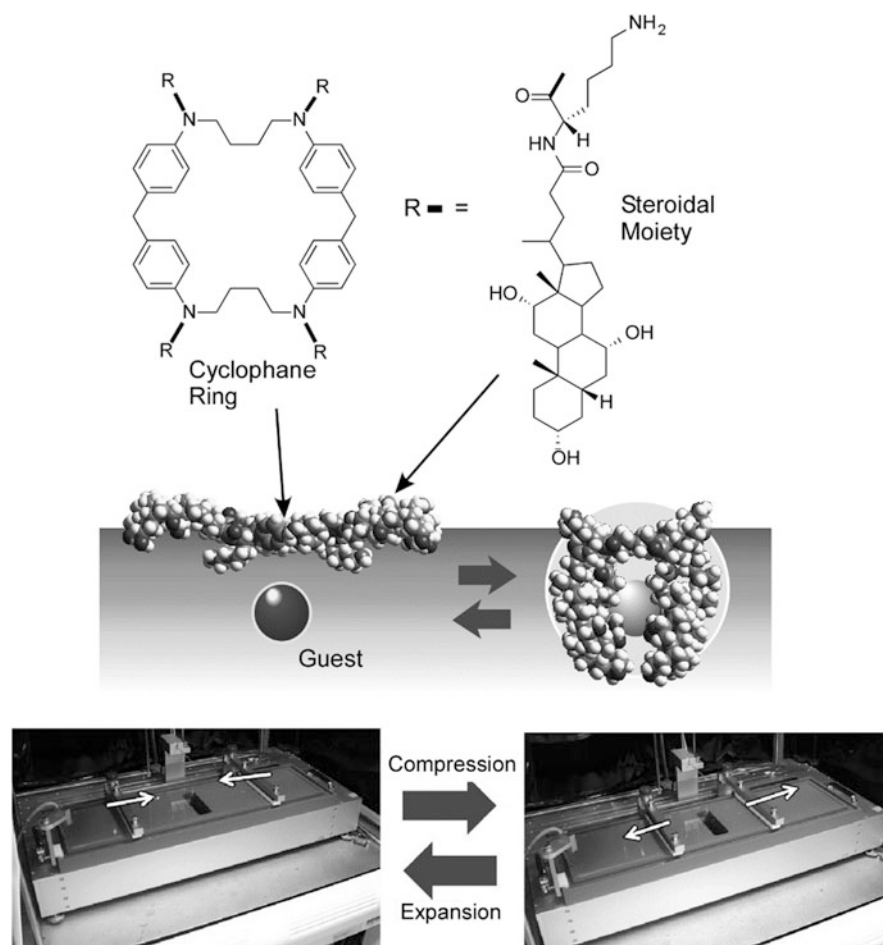 NH₂
R
R
O
N
N
H
HN
O
R
=
Steroidal
Moiety
HO
OH
N
N
R
R
H
Cyclophane
Ring
OH
Guest
Compression
Expansion